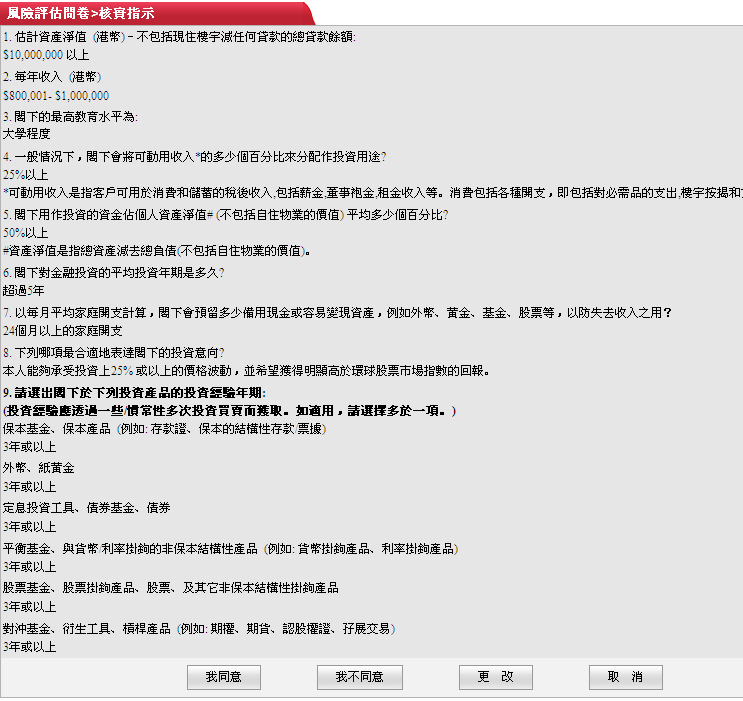 風險評估問卷>核實指示
1. 估計資產淨值 (港幣) – 不包括現住樓宇減任何貸款的總貸款餘額:
$10,000,000 以上
2. 每年收入 (港幣)
$800,001- $1,000,000
3. 閣下的最高教育水平為:
大學程度
4. 一般情況下，閣下會將可動用收入*的多少個百分比來分配作投資用途?
25%以上
*可動用收入是指客戶可用於消費和儲蓄的稅後收入,包括薪金,董事袍金,租金收入等。消費包括各種開支，即包括對必需品的支出,樓宇按揭和
5. 閣下用作投資的資金佔個人資產淨值# (不包括自住物業的價值) 平均多少個百分比?
50%以上
#資產淨值是指總資產減去總負債(不包括自住物業的價值)。
6. 閣下對金融投資的平均投資年期是多久?
超過5年
7. 以每月平均家庭開支計算，閣下會預留多少備用現金或容易變現資產，例如外幣、黃金、基金、股票等，以防失去收入之用？
24個月以上的家庭開支
8. 下列哪項最合適地表達閣下的投資意向?
本人能夠承受投資上25% 或以上的價格波動，並希望獲得明顯高於環球股票市場指數的回報。
9. 請選出閣下於下列投資產品的投資經驗年期:
(投資經驗應透過一些/慣常性多次投資買賣而獲取。如適用，請選擇多於一項。)
保本基金、保本產品 (例如: 存款證、保本的結構性存款/票據)
3年或以上
外幣、紙黃金
3年或以上
定息投資工具、債券基金、債券
3年或以上
平衡基金、與貨幣/利率掛鉤的非保本結構性產品 (例如: 貨幣掛鉤產品、利率掛鉤產品)
3年或以上
股票基金、股票掛鉤產品、股票、及其它非保本結構性掛鉤產品
3年或以上
對沖基金、衍生工具、槓桿產品 (例如: 期權、期貨、認股權證、孖展交易)
3年或以上
我同意 我不同意 更 改 取 消